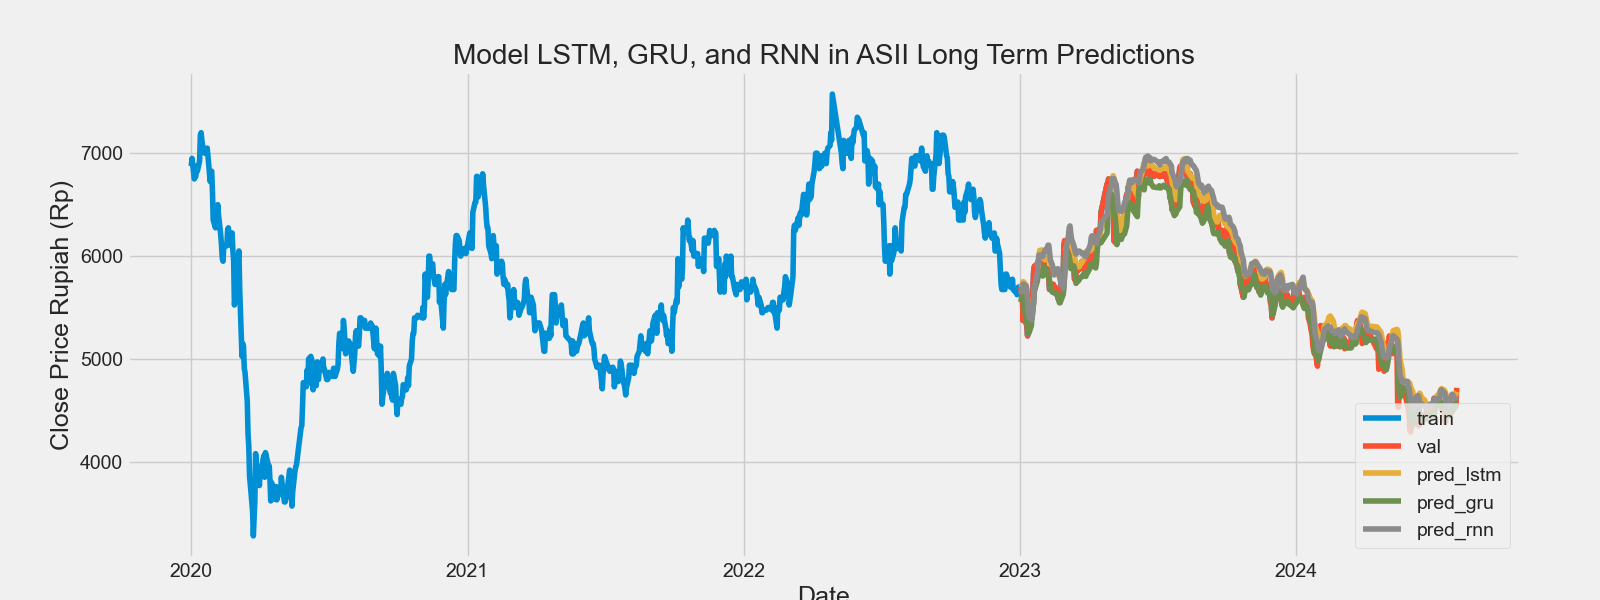 Model LSTM, GRU, and RNN in ASII Long Term Predictions
Close Price Rupiah (Rp)
7000
6000
5000
4000
2020
2021
2022
2023
2024
Date
train
val
pred_lstm
pred_gru
pred_rnn